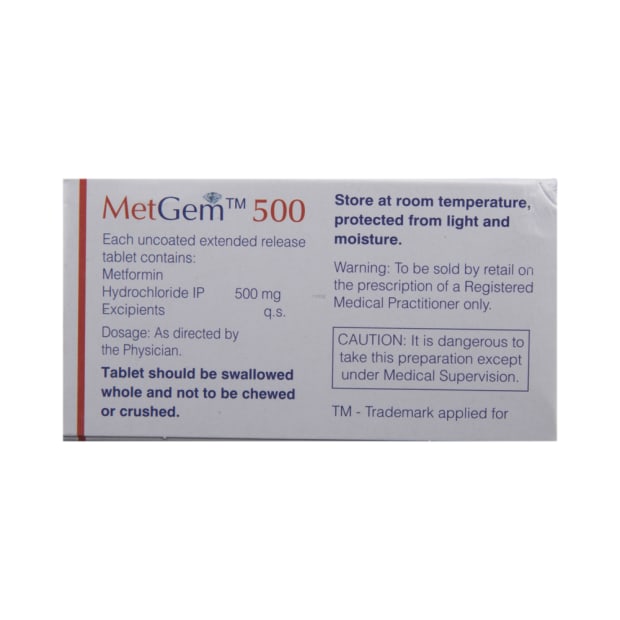 MetGem™ 500
Each uncoated extended release
tablet contains:
Metformin
Hydrochloride IP 500 mg
Excipients q.s.
Dosage: As directed by
the Physician.
Tablet should be swallowed
whole and not to be chewed
or crushed.
Store at room temperature,
protected from light and
moisture.
Warning: To be sold by retail on
the prescription of a Registered
Medical Practitioner only.
CAUTION: It is dangerous to
take this preparation except
under Medical Supervision.
TM - Trademark applied for